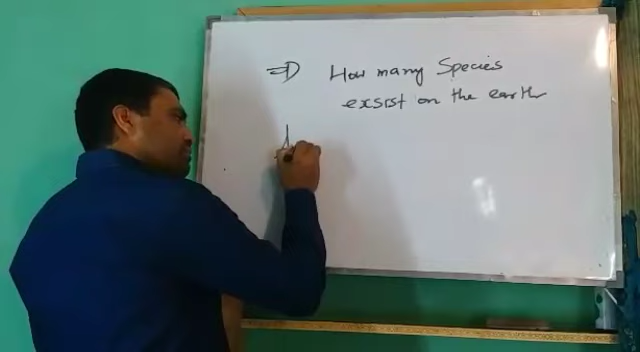 => How many Species
exsist on the earth
A